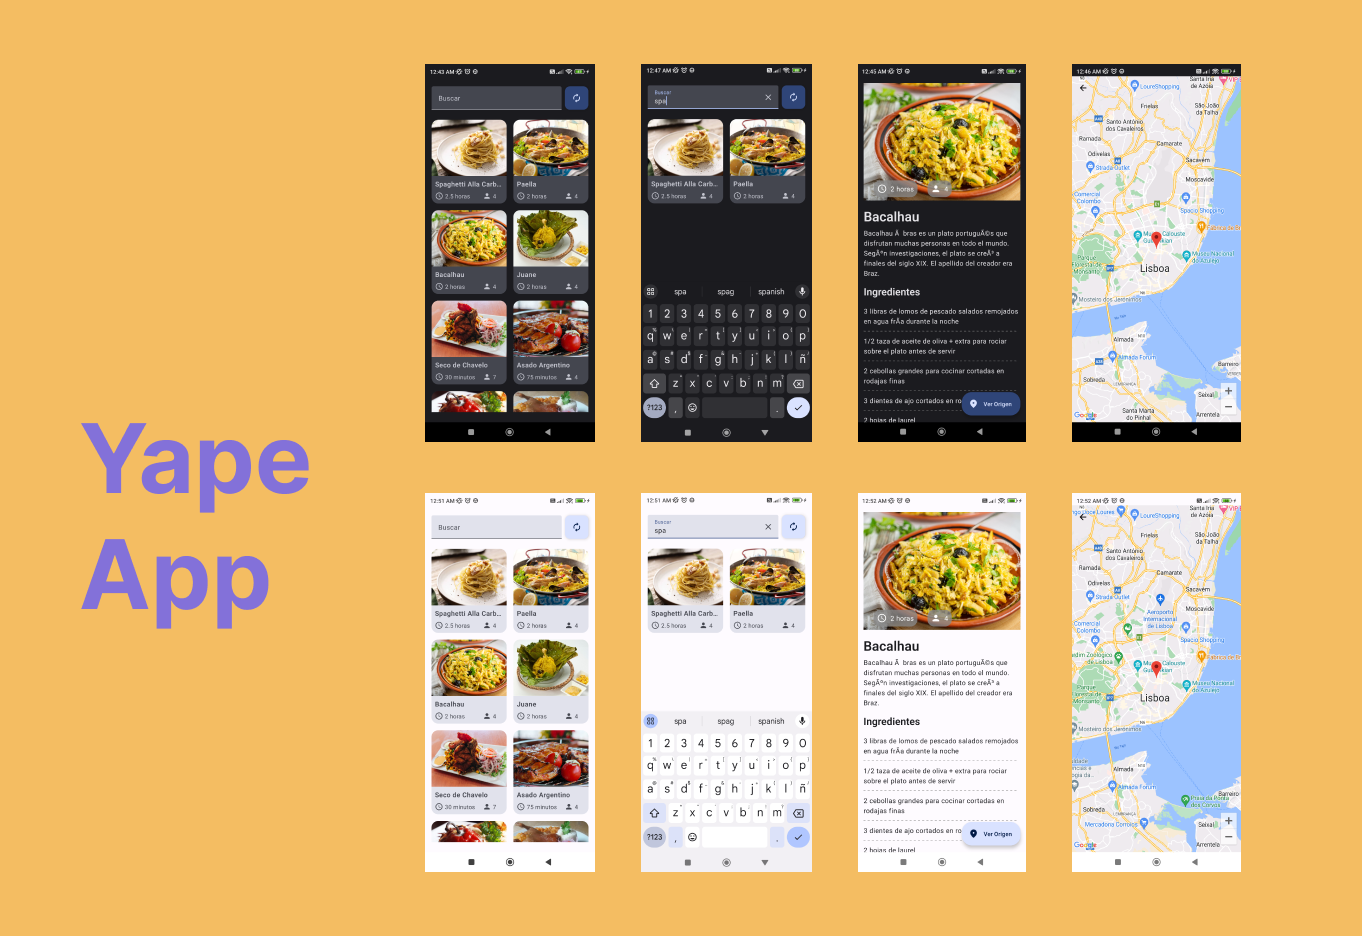 Yape
App
12:43 AM
Buscar
Spaghetti Alla Carb...
2.5 horas
4
Paella
2 horas
4
Bacalhau
2 horas
4
Juane
2 horas
4
Seco de Chavelo
30 minutos
7
Asado Argentino
75 minutos
4
12:47 AM
Buscar
spa
Spaghetti Alla Carb...
2.5 horas
4
Paella
2 horas
4
spa
spag
spanish
1 2 3 4 5 6 7 8 9 0
q w e r t y u i o p
a s d f g h j k l ñ
z x c v b n m
?123
,
.
12:45 AM
2 horas
4
Bacalhau
Bacalhau Ã bras es un plato portuguÃ©s que
disfrutan muchas personas en todo el mundo.
SegÃºn investigaciones, el plato se creÃ³ a
finales del siglo XIX. El apellido del creador era
Braz.
Ingredientes
3 libras de lomos de pescado salados remojados
en agua frÃ­a durante la noche
1/2 taza de aceite de oliva + extra para rociar
sobre el plato antes de servir
2 cebollas grandes para cocinar cortadas en
rodajas finas
3 dientes de ajo cortados en ro
Ver Origen
2 hojas de laurel
12:46 AM
Santa Iria
de Azóia
VIP
LoureShopping
Frielas
São João
da Talha
Santo António
dos Cavaleiros
Ramada
Camarate
Odivelas
Sacavém
Strada Outlet
Moscavide
Comercial
Colombo
Spacio Shopping
Fábrica de
Calouste
Museu Nacional
do Azulejo
Parque
Florestal de
Monsanto
Lisboa
Mosteiro dos Jerónimos
Almada
Almada Forum
Barreiro
Sobreda
Seixal
Santa Marta
do Pinhal
Arrentela
Google
12:51 AM
Buscar
Spaghetti Alla Carb...
2.5 horas
4
Paella
2 horas
4
Bacalhau
2 horas
4
Juane
2 horas
4
Seco de Chavelo
30 minutos
7
Asado Argentino
75 minutos
4
12:51 AM
Buscar
spa
Spaghetti Alla Carb...
2.5 horas
4
Paella
2 horas
4
spa
spag
spanish
1 2 3 4 5 6 7 8 9 0
q w e r t y u i o p
a s d f g h j k l ñ
z x c v b n m
?123
,
.
12:52 AM
2 horas
4
Bacalhau
Bacalhau Ã bras es un plato portuguÃ©s que
disfrutan muchas personas en todo el mundo.
SegÃºn investigaciones, el plato se creÃ³ a
finales del siglo XIX. El apellido del creador era
Braz.
Ingredientes
3 libras de lomos de pescado salados remojados
en agua frÃ­a durante la noche
1/2 taza de aceite de oliva + extra para rociar
sobre el plato antes de servir
2 cebollas grandes para cocinar cortadas en
rodajas finas
3 dientes de ajo cortados en ro
Ver Origen
2 hojas de laurel
12:52 AM
Santa Iria
de Azóia
VIP
LoureShopping
Frielas
São João
da Talha
Santo António
dos Cavaleiros
Ramada
Camarate
Odivelas
Strada Outlet
Aeroporto
Internacional
de Lisboa
Moscavide
Comercial
Colombo
Spacio Shopping
Zoológico
de Lisboa
Fábrica de
Calouste
Museu Nacional
do Azulejo
Parque
Florestal de
Monsanto
Lisboa
Mosteiro dos Jerónimos
Almada
Almada Forum
Barreiro
Sobreda
Mercadona Corroios
Seixal
Arrentela
Google